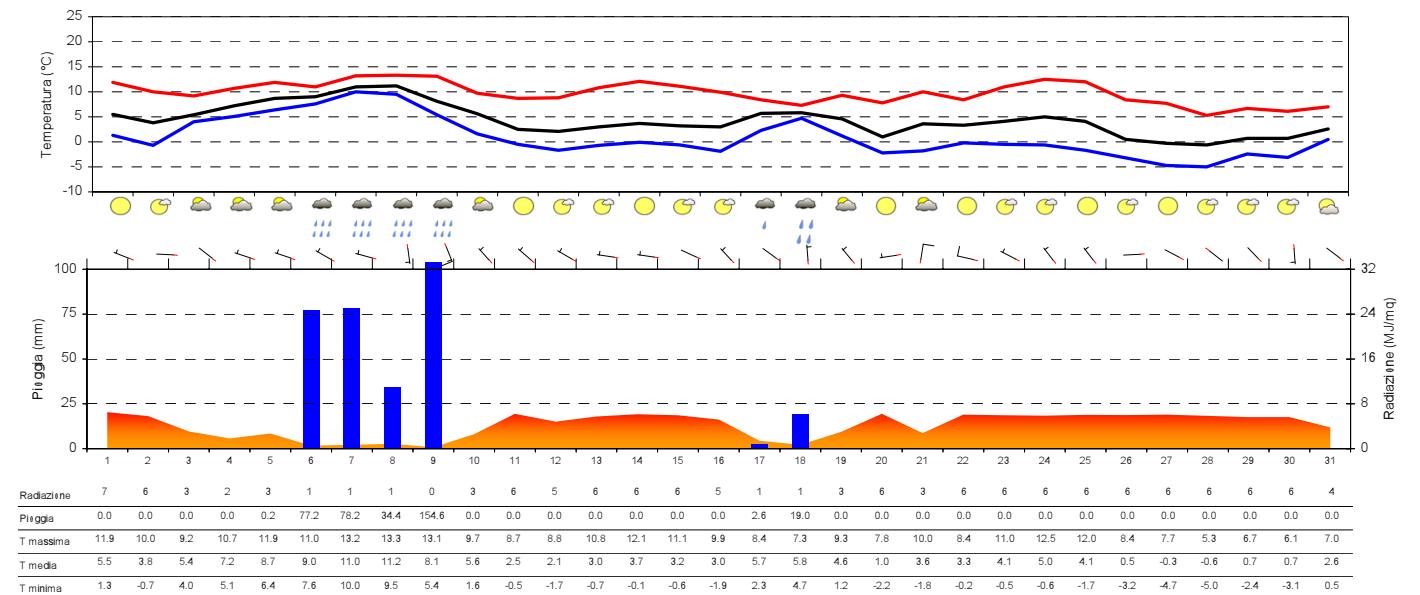 25
20
15
10
5
0
-5
-10
Temperatura (°C)
100
75
50
25
0
Pioggia (mm)
32
24
16
8
0
Radiazione (MJ/mq)
1 2 3 4 5 6 7 8 9 10 11 12 13 14 15 16 17 18 19 20 21 22 23 24 25 26 27 28 29 30 31
Radiazione 7 6 3 2 3 1 1 1 0 3 6 5 6 6 6 5 1 1 3 6 3 6 6 6 6 6 6 6 6 6 4
Pioggia 0.0 0.0 0.0 0.0 0.2 77.2 78.2 34.4 154.6 0.0 0.0 0.0 0.0 0.0 0.0 0.0 2.6 19.0 0.0 0.0 0.0 0.0 0.0 0.0 0.0 0.0 0.0 0.0 0.0 0.0 0.0
T massima 11.9 10.0 9.2 10.7 11.9 11.0 13.2 13.3 13.1 9.7 8.7 8.8 10.8 12.1 11.1 9.9 8.4 7.3 9.3 7.8 10.0 8.4 11.0 12.5 12.0 8.4 7.7 5.3 6.7 6.1 7.0
T media 5.5 3.8 5.4 7.2 8.7 9.0 11.0 11.2 8.1 5.6 2.5 2.1 3.0 3.7 3.2 3.0 5.7 5.8 4.6 1.0 3.6 3.3 4.1 5.0 4.1 0.5 -0.3 -0.6 0.7 0.7 2.6
T minima 1.3 -0.7 4.0 5.1 6.4 7.6 10.0 9.5 5.4 1.6 -0.5 -1.7 -0.7 -0.1 -0.6 -1.9 2.3 4.7 1.2 -2.2 -1.8 -0.2 -0.5 -0.6 -1.7 -3.2 -4.7 -5.0 -2.4 -3.1 0.5